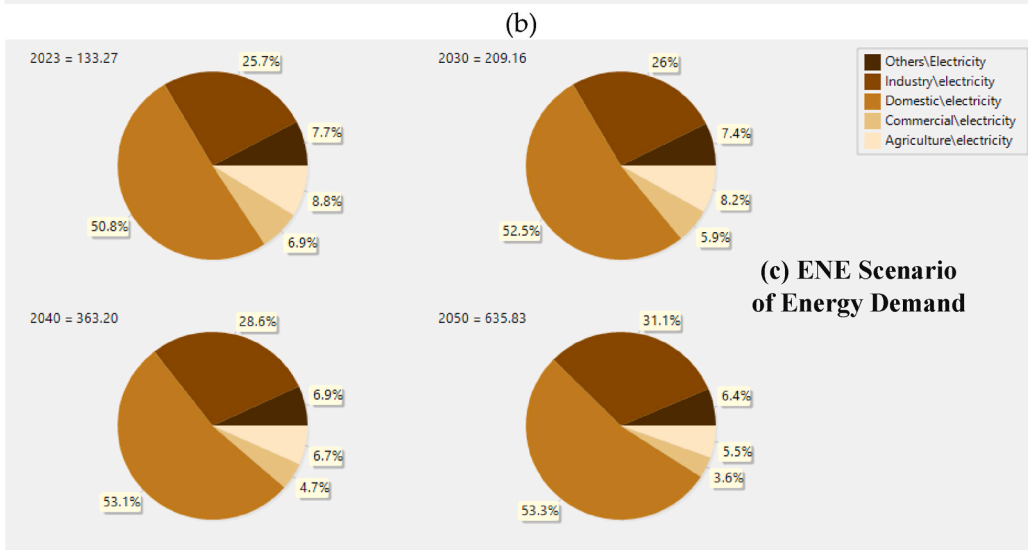 (b)
2023 = 133.27
25.7%
7.7%
8.8%
6.9%
50.8%
2030 = 209.16
26%
7.4%
8.2%
5.9%
52.5%
Others\Electricity
Industry\electricity
Domestic\electricity
Commercial\electricity
Agriculture\electricity
(c) ENE Scenario
of Energy Demand
2040 = 363.20
28.6%
6.9%
6.7%
4.7%
53.1%
2050 = 635.83
31.1%
6.4%
5.5%
3.6%
53.3%